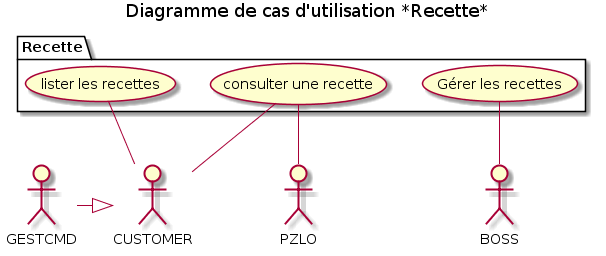 Diagramme de cas d'utilisation *Recette*
Recette
lister les recettes
consulter une recette
Gérer les recettes
GESTCMD
CUSTOMER
PZLO
BOSS